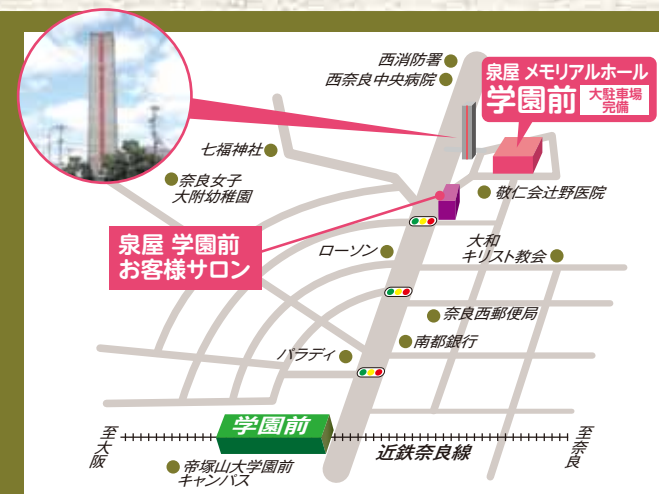 西消防署
西奈良中央病院
泉屋 メモリアルホール
学園前
大駐車場
完備
七福神社
奈良女子
大附幼稚園
敬仁会辻野医院
泉屋 学園前
お客様サロン
ローソン
大和
キリスト教会
奈良西郵便局
南都銀行
パラディ
学園前
至大阪
近鉄奈良線
至奈良
帝塚山大学園前
キャンパス